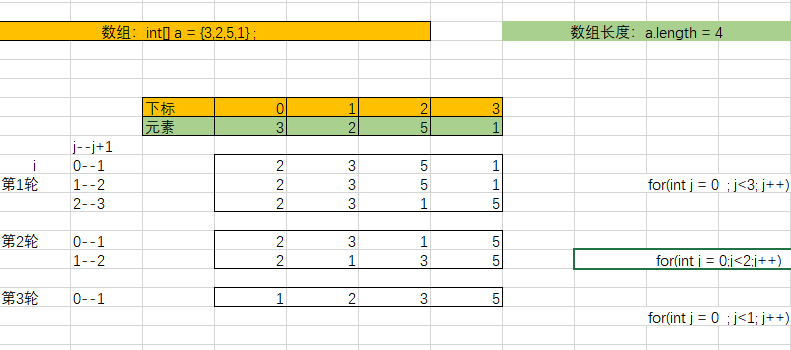 数组：int[] a = {3,2,5,1} ; 数组长度：a.length = 4
下标 0 1 2 3
元素 3 2 5 1
j--j+1
i 0--1 2 3 5 1
第1轮 1--2 2 3 5 1 for(int j = 0 ; j<3; j++)
2--3 2 3 1 5
第2轮 0--1 2 3 1 5
1--2 2 1 3 5 for(int j = 0;j<2;j++)
第3轮 0--1 1 2 3 5
for(int j = 0 ; j<1; j++)